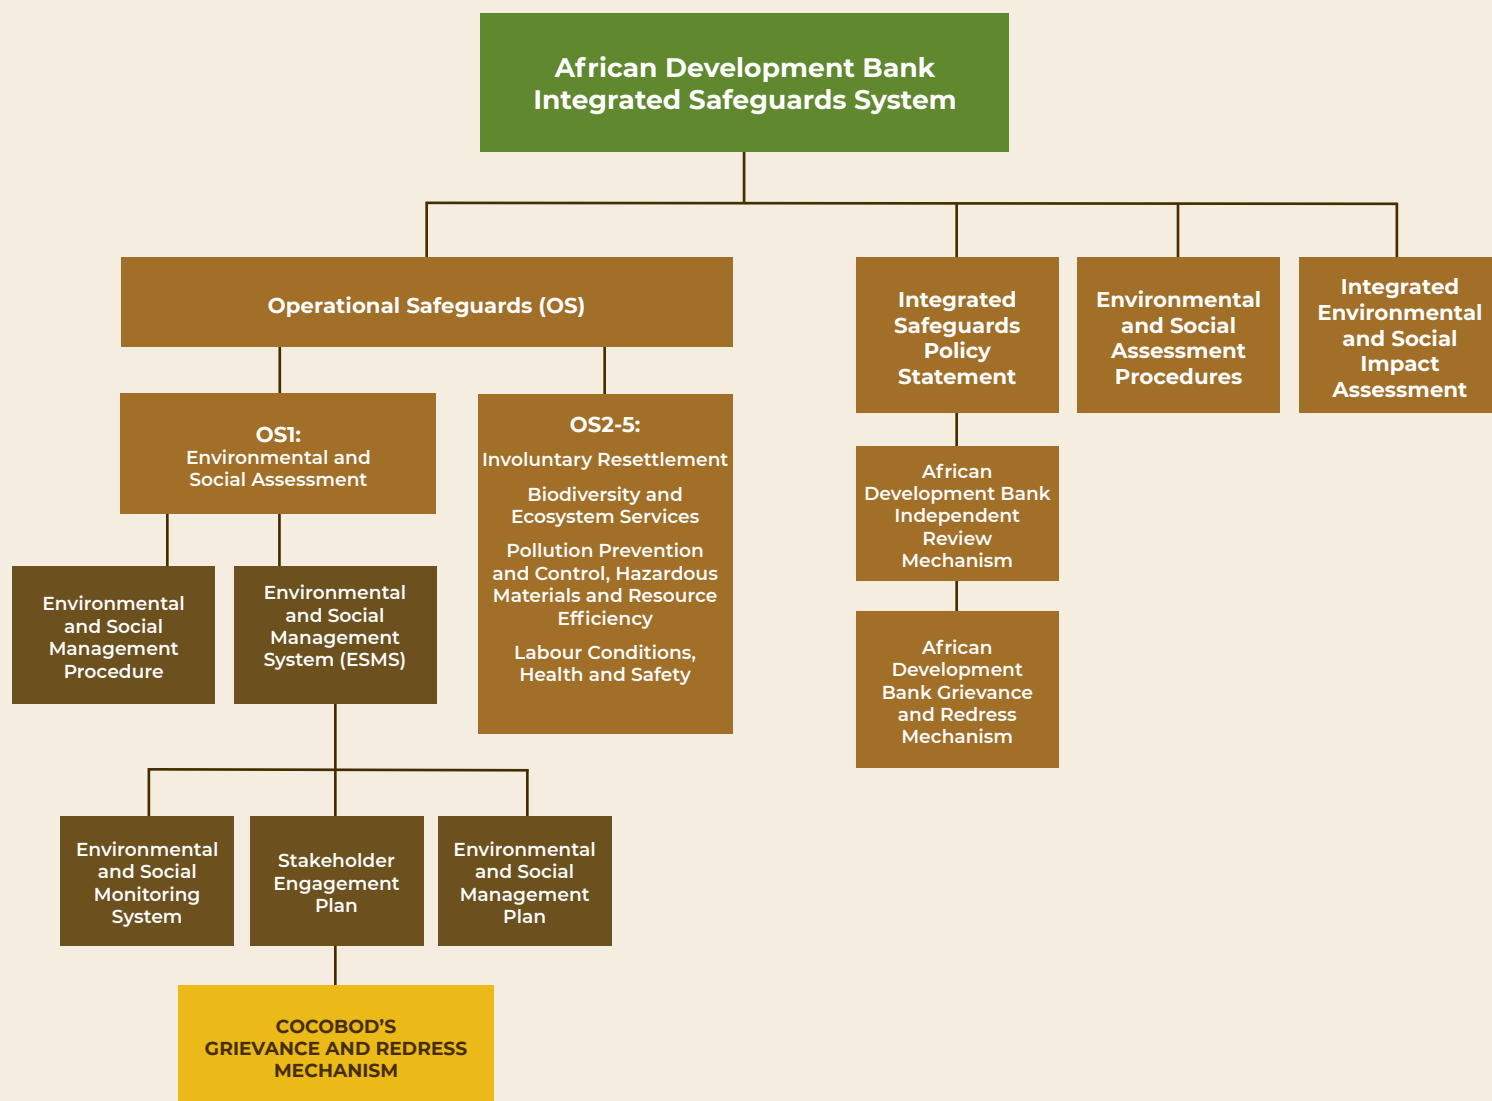 African Development Bank
Integrated Safeguards System
Operational Safeguards (OS)
Integrated
Safeguards
Policy
Statement
Environmental
and Social
Assessment
Procedures
Integrated
Environmental
and Social
Impact
Assessment
OS1:
Environmental and
Social Assessment
OS2-5:
Involuntary Resettlement
Biodiversity and
Ecosystem Services
Pollution Prevention
and Control, Hazardous
Materials and Resource
Efficiency
Labour Conditions,
Health and Safety
African
Development Bank
Independent
Review
Mechanism
African
Development
Bank Grievance
and Redress
Mechanism
Environmental
and Social
Management
Procedure
Environmental
and Social
Management
System (ESMS)
Environmental
and Social
Monitoring
System
Stakeholder
Engagement
Plan
Environmental
and Social
Management
Plan
COCOBOD’S
GRIEVANCE AND REDRESS
MECHANISM